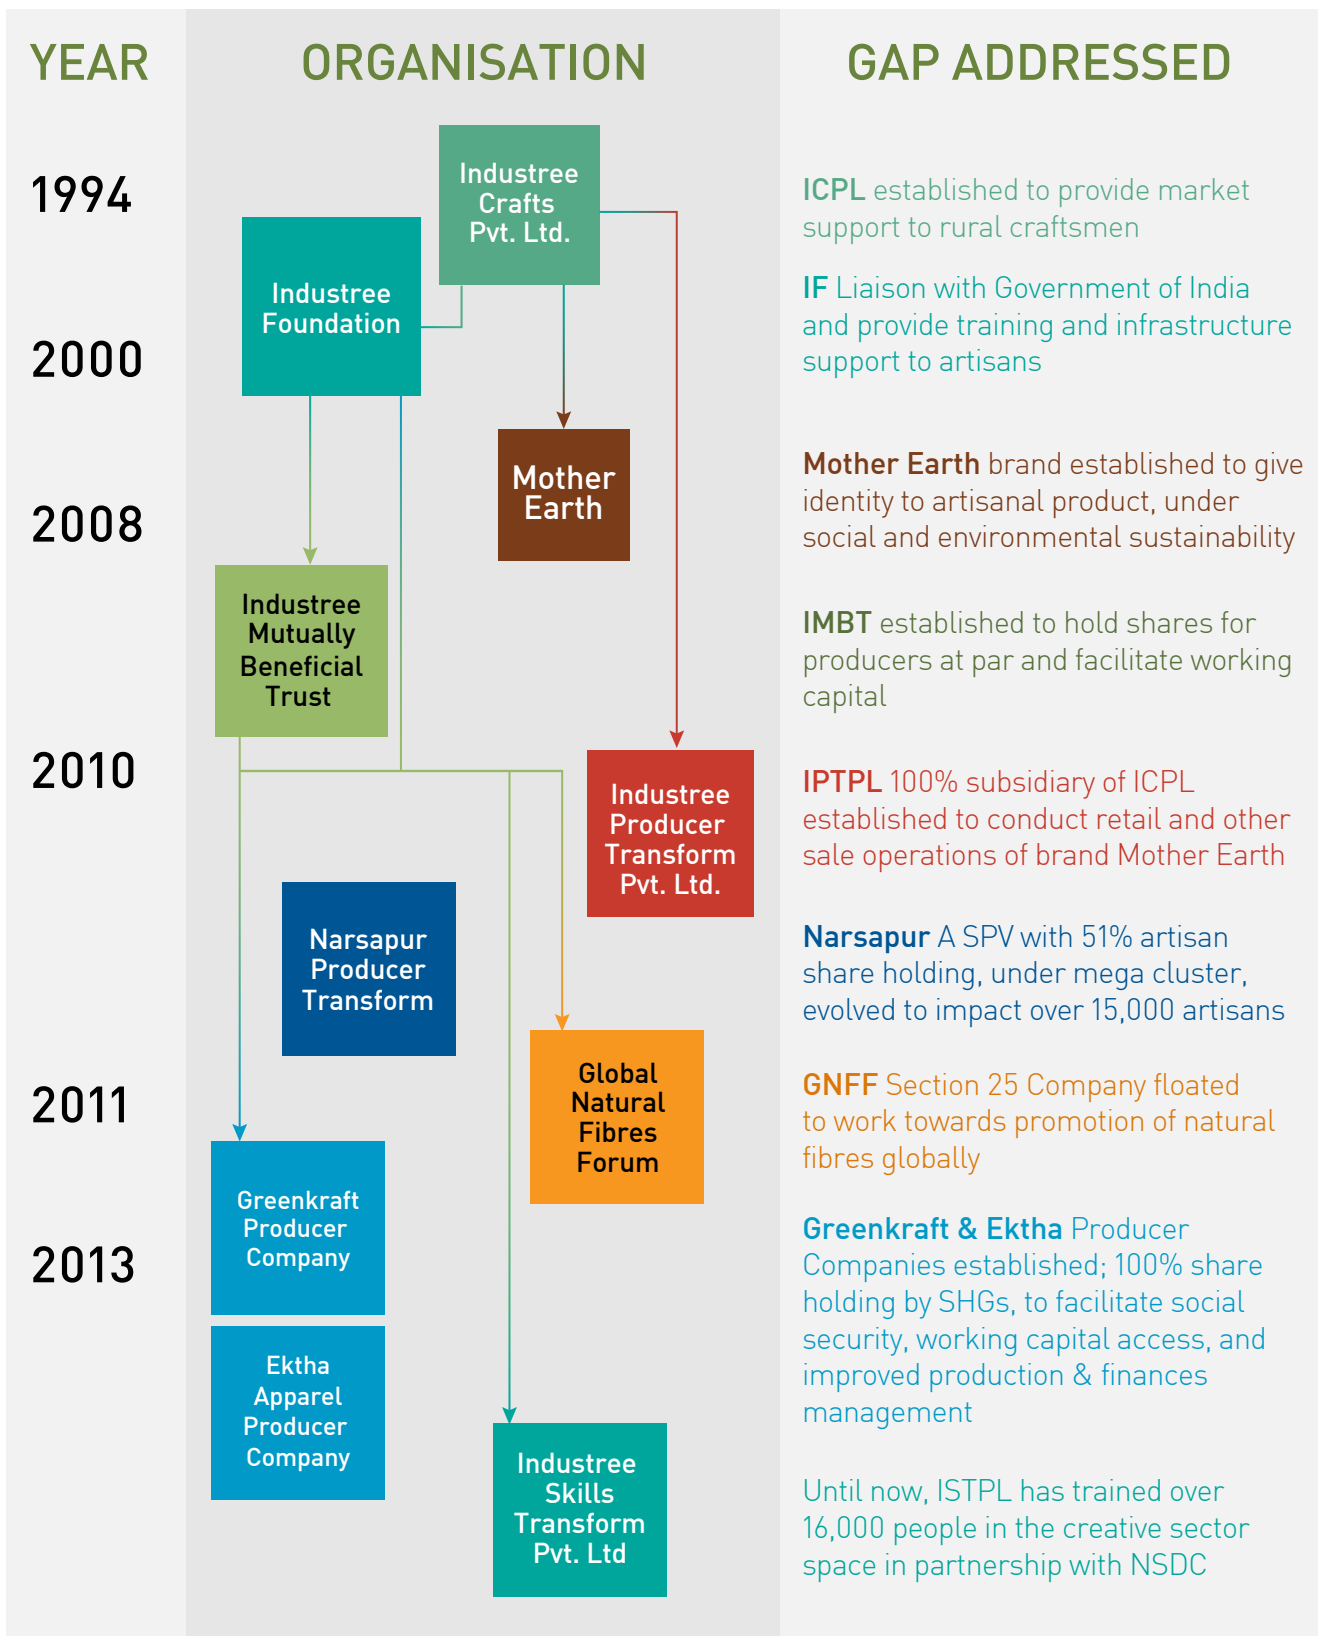 YEAR
ORGANISATION
GAP ADDRESSED
1994
2000
2008
2010
2011
2013
Industree
Crafts
Pvt. Ltd.
Industree
Foundation
Mother
Earth
Industree
Mutually
Beneficial
Trust
Industree
Producer
Transform
Pvt. Ltd.
Narsapur
Producer
Transform
Global
Natural
Fibres
Forum
Greenkraft
Producer
Company
Ektha
Apparel
Producer
Company
Industree
Skills
Transform
Pvt. Ltd
ICPL established to provide market
support to rural craftsmen
IF Liaison with Government of India
and provide training and infrastructure
support to artisans
Mother Earth brand established to give
identity to artisanal product, under
social and environmental sustainability
IMBT established to hold shares for
producers at par and facilitate working
capital
IPTPL 100% subsidiary of ICPL
established to conduct retail and other
sale operations of brand Mother Earth
Narsapur A SPV with 51% artisan
share holding, under mega cluster,
evolved to impact over 15,000 artisans
GNFF Section 25 Company floated
to work towards promotion of natural
fibres globally
Greenkraft & Ektha Producer
Companies established; 100% share
holding by SHGs, to facilitate social
security, working capital access, and
improved production & finances
management
Until now, ISTPL has trained over
16,000 people in the creative sector
space in partnership with NSDC